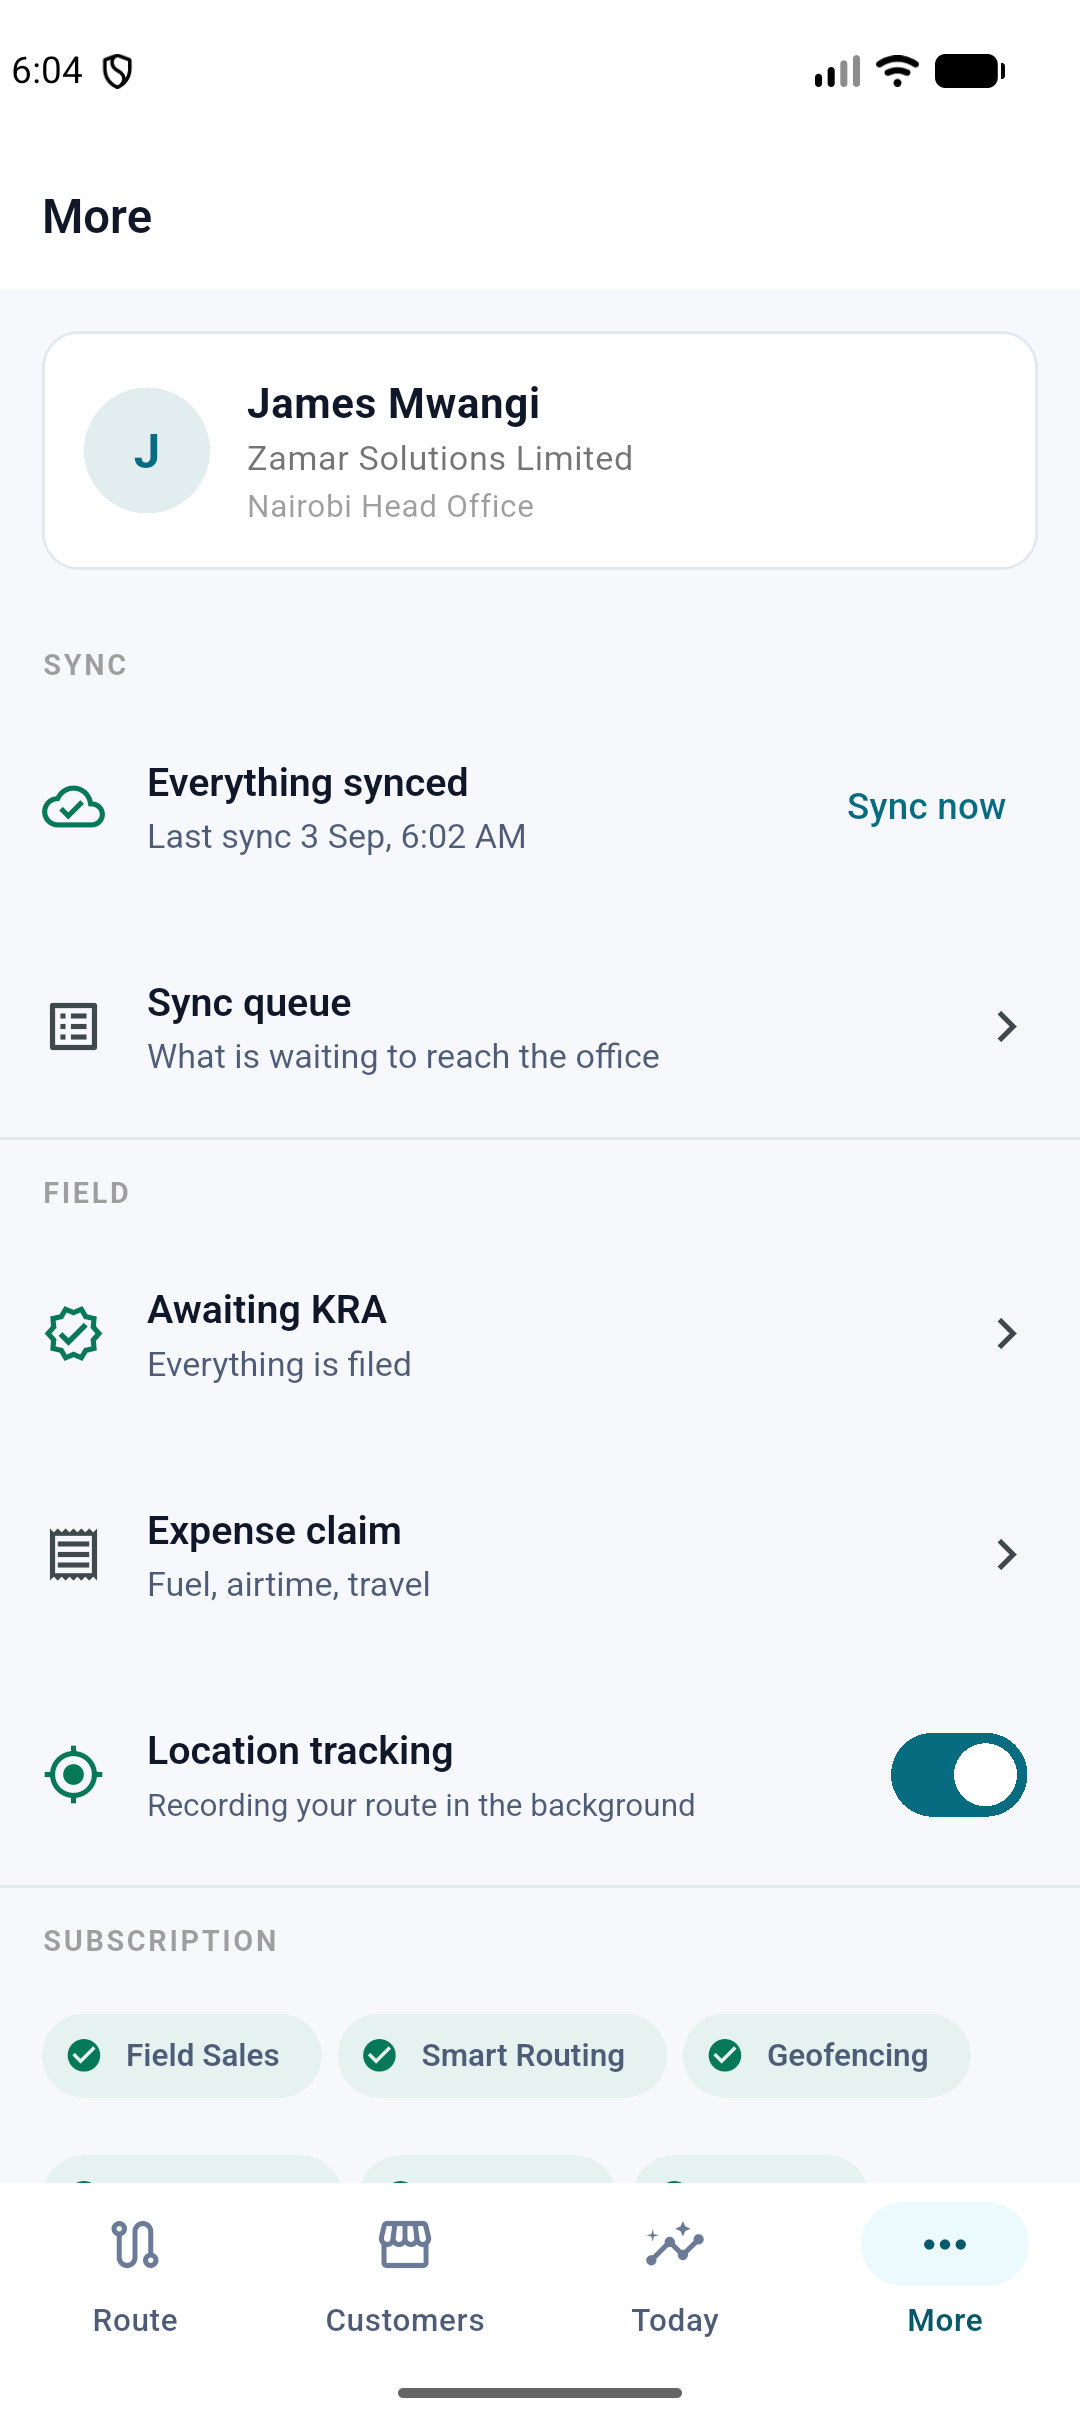 6:04
More
J
James Mwangi
Zamar Solutions Limited
Nairobi Head Office
SYNC
Everything synced
Last sync 3 Sep, 6:02 AM
Sync now
Sync queue
What is waiting to reach the office
FIELD
Awaiting KRA
Everything is filed
Expense claim
Fuel, airtime, travel
Location tracking
Recording your route in the background
SUBSCRIPTION
Field Sales
Smart Routing
Geofencing
Route
Customers
Today
More